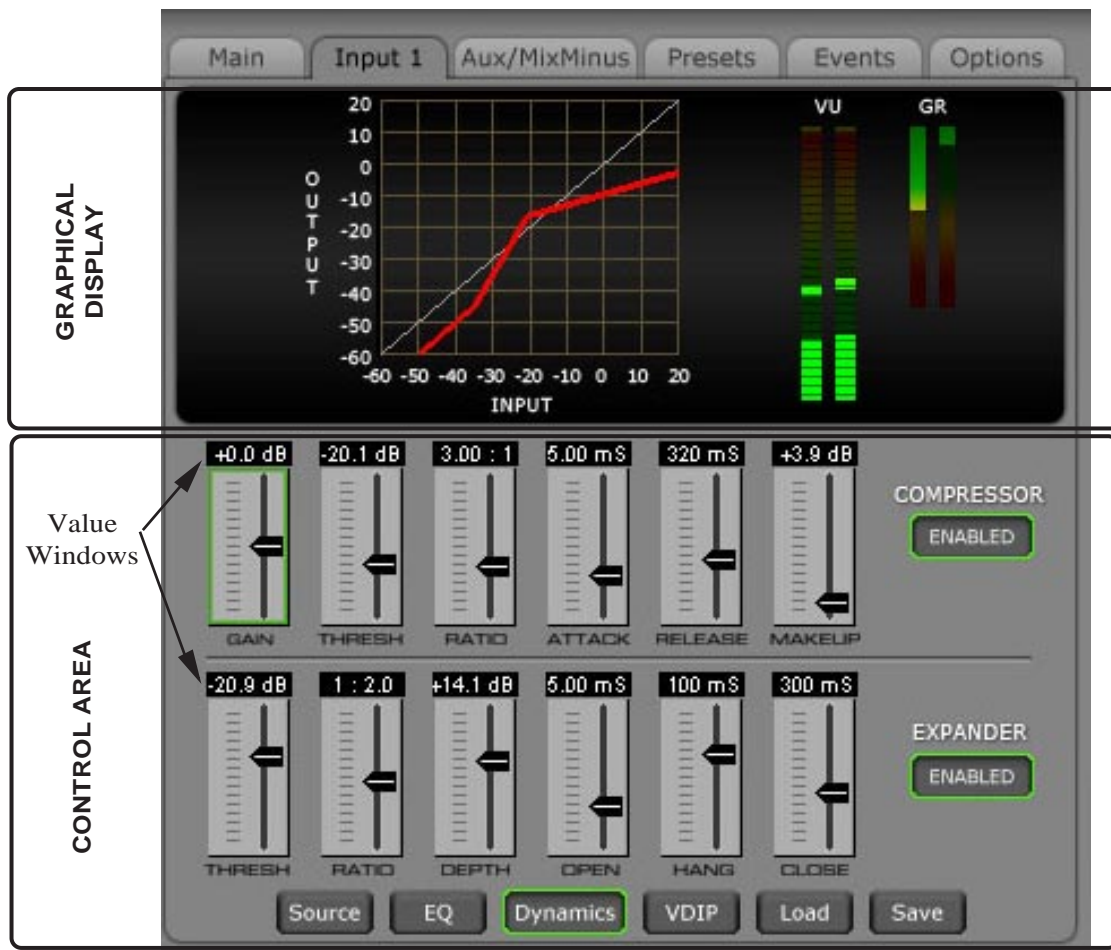 Main Input 1 Aux/MixMinus Presets Events Options
GRAPHICAL
DISPLAY
OUTPUT
20
10
0
-10
-20
-30
-40
-50
-60
-60 -50 -40 -30 -20 -10 0 10 20
INPUT
VU GR
CONTROL AREA
Value
Windows
+0.0 dB -20.1 dB 3.00 : 1 5.00 mS 320 mS +3.9 dB
GAIN THRESH RATIO ATTACK RELEASE MAKEUP
COMPRESSOR
ENABLED
-20.9 dB 1 : 2.0 +14.1 dB 5.00 mS 100 mS 300 mS
THRESH RATIO DEPTH OPEN HANG CLOSE
EXPANDER
ENABLED
Source EQ Dynamics VDIP Load Save